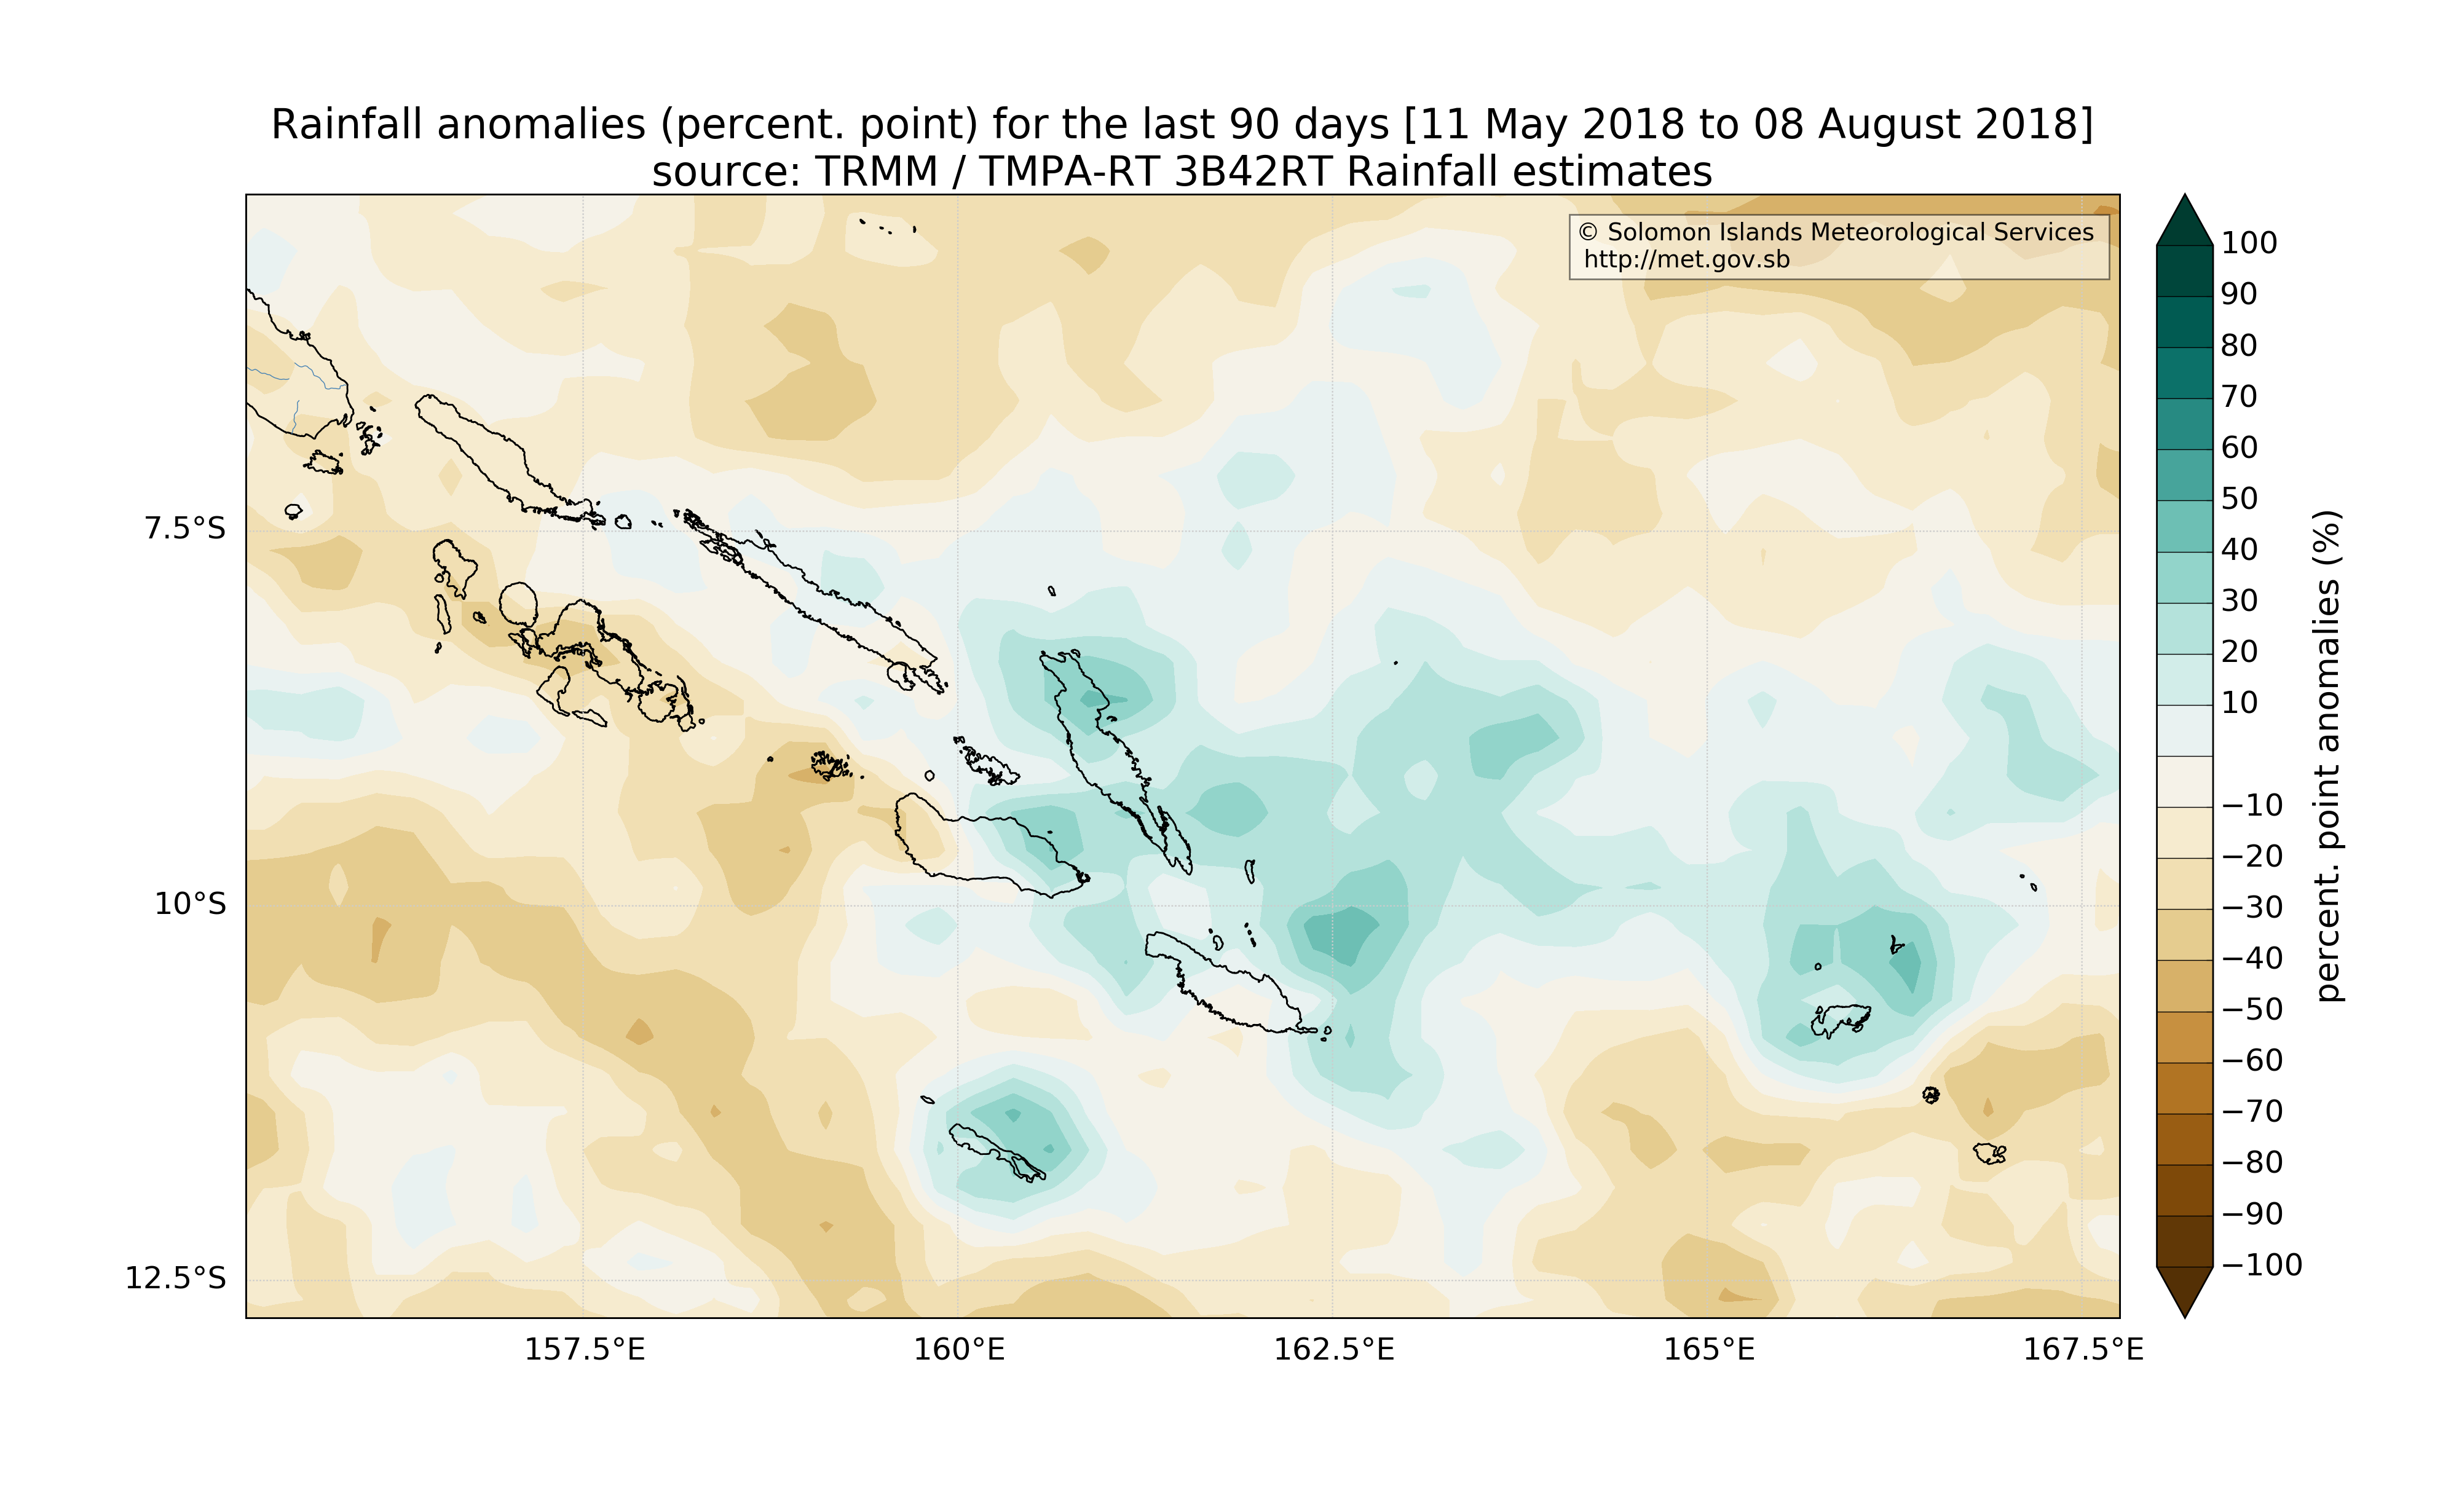 Rainfall anomalies (percent. point) for the last 90 days [11 May 2018 to 08 August 2018]
source: TRMM / TMPA-RT 3B42RT Rainfall estimates
© Solomon Islands Meteorological Services
http://met.gov.sb
7.5°S
10°S
12.5°S
157.5°E
160°E
162.5°E
165°E
167.5°E
100
90
80
70
60
50
40
30
20
10
−10
−20
−30
−40
−50
−60
−70
−80
−90
−100
percent. point anomalies (%)